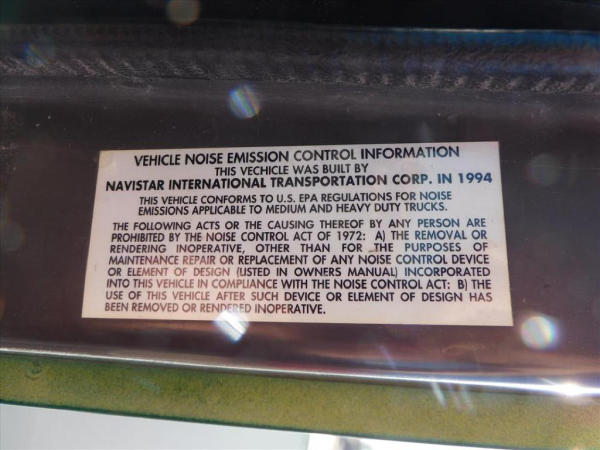 VEHICLE NOISE EMISSION CONTROL INFORMATION
THIS VECHICLE WAS BUILT BY
NAVISTAR INTERNATIONAL TRANSPORTATION CORP. IN 1994
THIS VEHICLE CONFORMS TO U.S. EPA REGULATIONS FOR NOISE
EMISSIONS APPLICABLE TO MEDIUM AND HEAVY DUTY TRUCKS.
THE FOLLOWING ACTS OR THE CAUSING THEREOF BY ANY PERSON ARE
PROHIBITED BY THE NOISE CONTROL ACT OF 1972: A) THE REMOVAL OR
RENDERING INOPERATIVE, OTHER THAN FOR THE PURPOSES OF
MAINTENANCE REPAIR OR REPLACEMENT OF ANY NOISE CONTROL DEVICE
OR ELEMENT OF DESIGN (LISTED IN OWNERS MANUAL) INCORPORATED
INTO THIS VEHICLE IN COMPLIANCE WITH THE NOISE CONTROL ACT: B) THE
USE OF THIS VEHICLE AFTER SUCH DEVICE OR ELEMENT OF DESIGN HAS
BEEN REMOVED OR RENDERED INOPERATIVE.